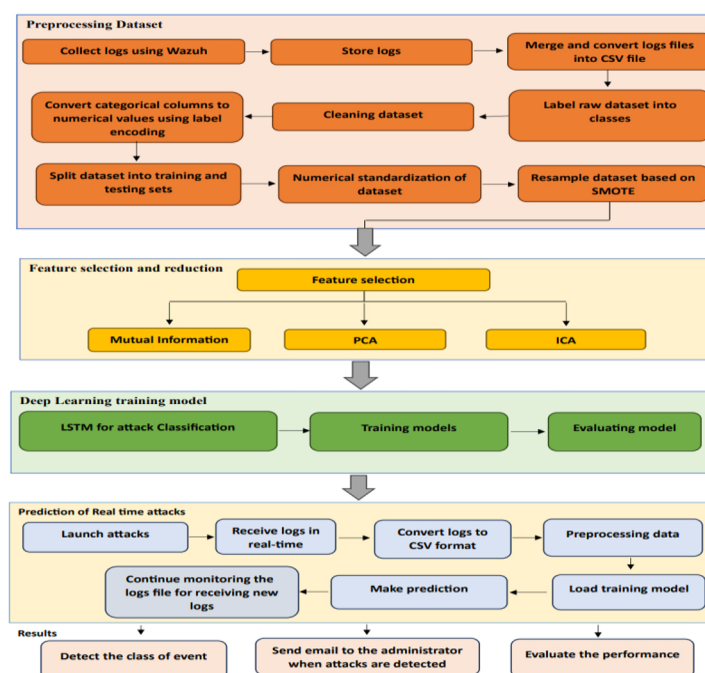 Preprocessing Dataset
Collect logs using Wazuh
Store logs
Merge and convert logs files
into CSV file
Convert categorical columns to
numerical values using label
encoding
Cleaning dataset
Label raw dataset into
classes
Split dataset into training and
testing sets
Numerical standardization of
dataset
Resample dataset based on
SMOTE
Feature selection and reduction
Feature selection
Mutual Information
PCA
ICA
Deep Learning training model
LSTM for attack Classification
Training models
Evaluating model
Prediction of Real time attacks
Launch attacks
Receive logs in
real-time
Convert logs to
CSV format
Preprocessing data
Continue monitoring the
logs file for receiving new
logs
Make prediction
Load training model
Results
Detect the class of event
Send email to the administrator
when attacks are detected
Evaluate the performance